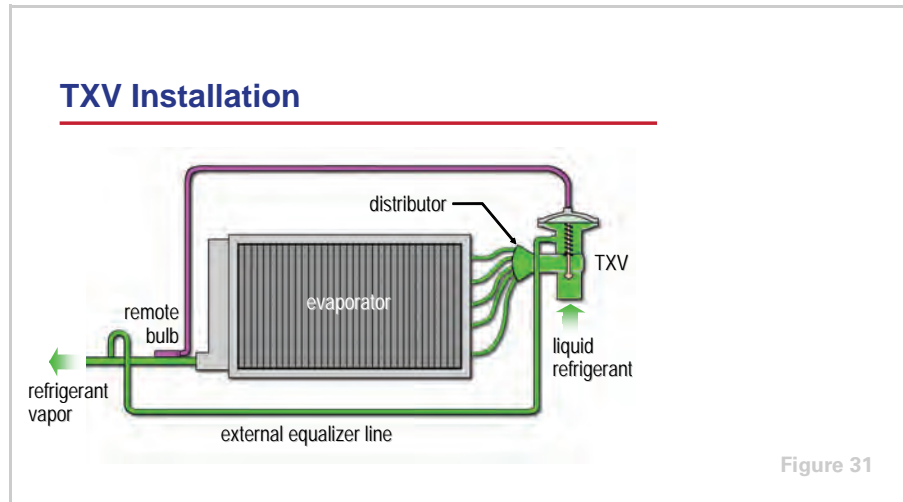 TXV Installation
distributor
TXV
evaporator
remote
bulb
liquid
refrigerant
refrigerant
vapor
external equalizer line
Figure 31